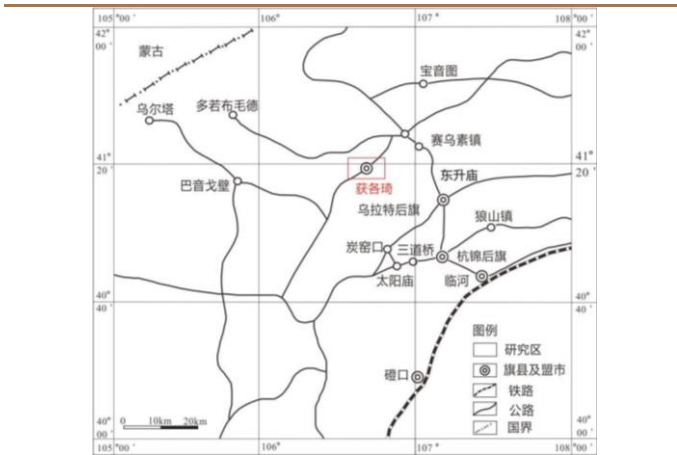 105°00′
106°
107°
108°00′
42°
00′
42°
00′
蒙古
宝音图
乌尔塔
多若布毛德
赛乌素镇
41°
20′
41°
20′
获各琦
东升庙
巴音戈壁
乌拉特后旗
狼山镇
炭窑口
三道桥
杭锦后旗
太阳庙
临河
40°
40′
40°
40′
图例
研究区
磴口
旗县及盟市
铁路
公路
国界
0 10km 20km
40°
00′
40°
00′
105°00′
106°
107°
108°00′